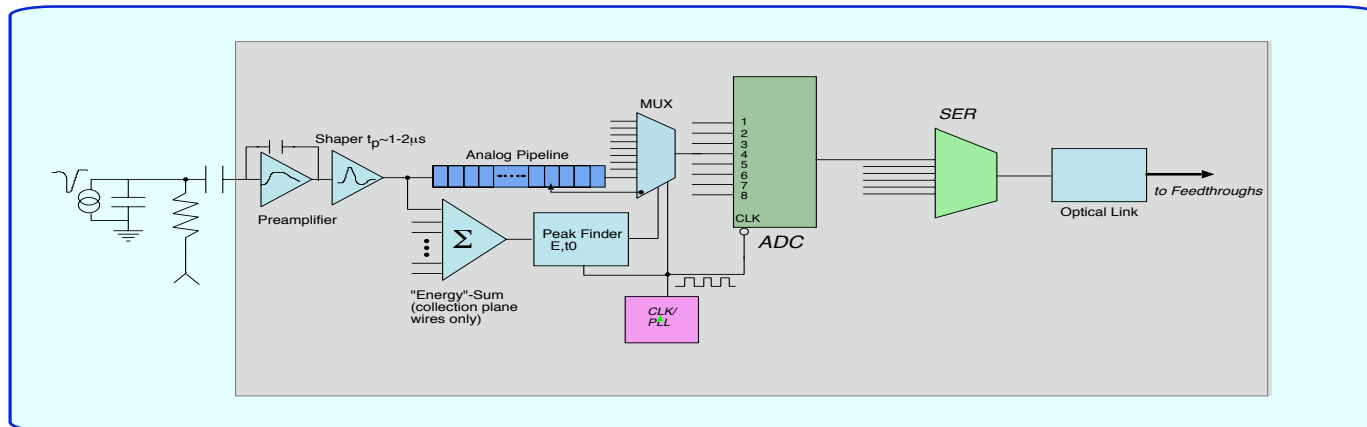 MUX
SER
Shaper tp~1-2µs
Analog Pipeline
Preamplifier
1
2
3
4
5
6
7
8
CLK
ADC
to Feedthroughs
Optical Link
Σ
Peak Finder
E,t0
"Energy"-Sum
(collection plane
wires only)
CLK/
PLL